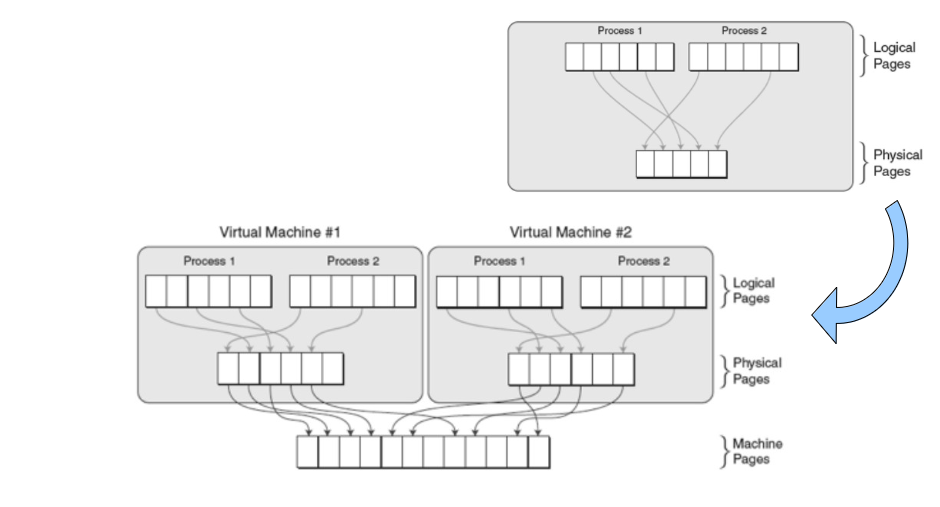 Process 1
Process 2
Logical
Pages
Physical
Pages
Virtual Machine #1
Virtual Machine #2
Process 1
Process 2
Process 1
Process 2
Logical
Pages
Physical
Pages
Machine
Pages